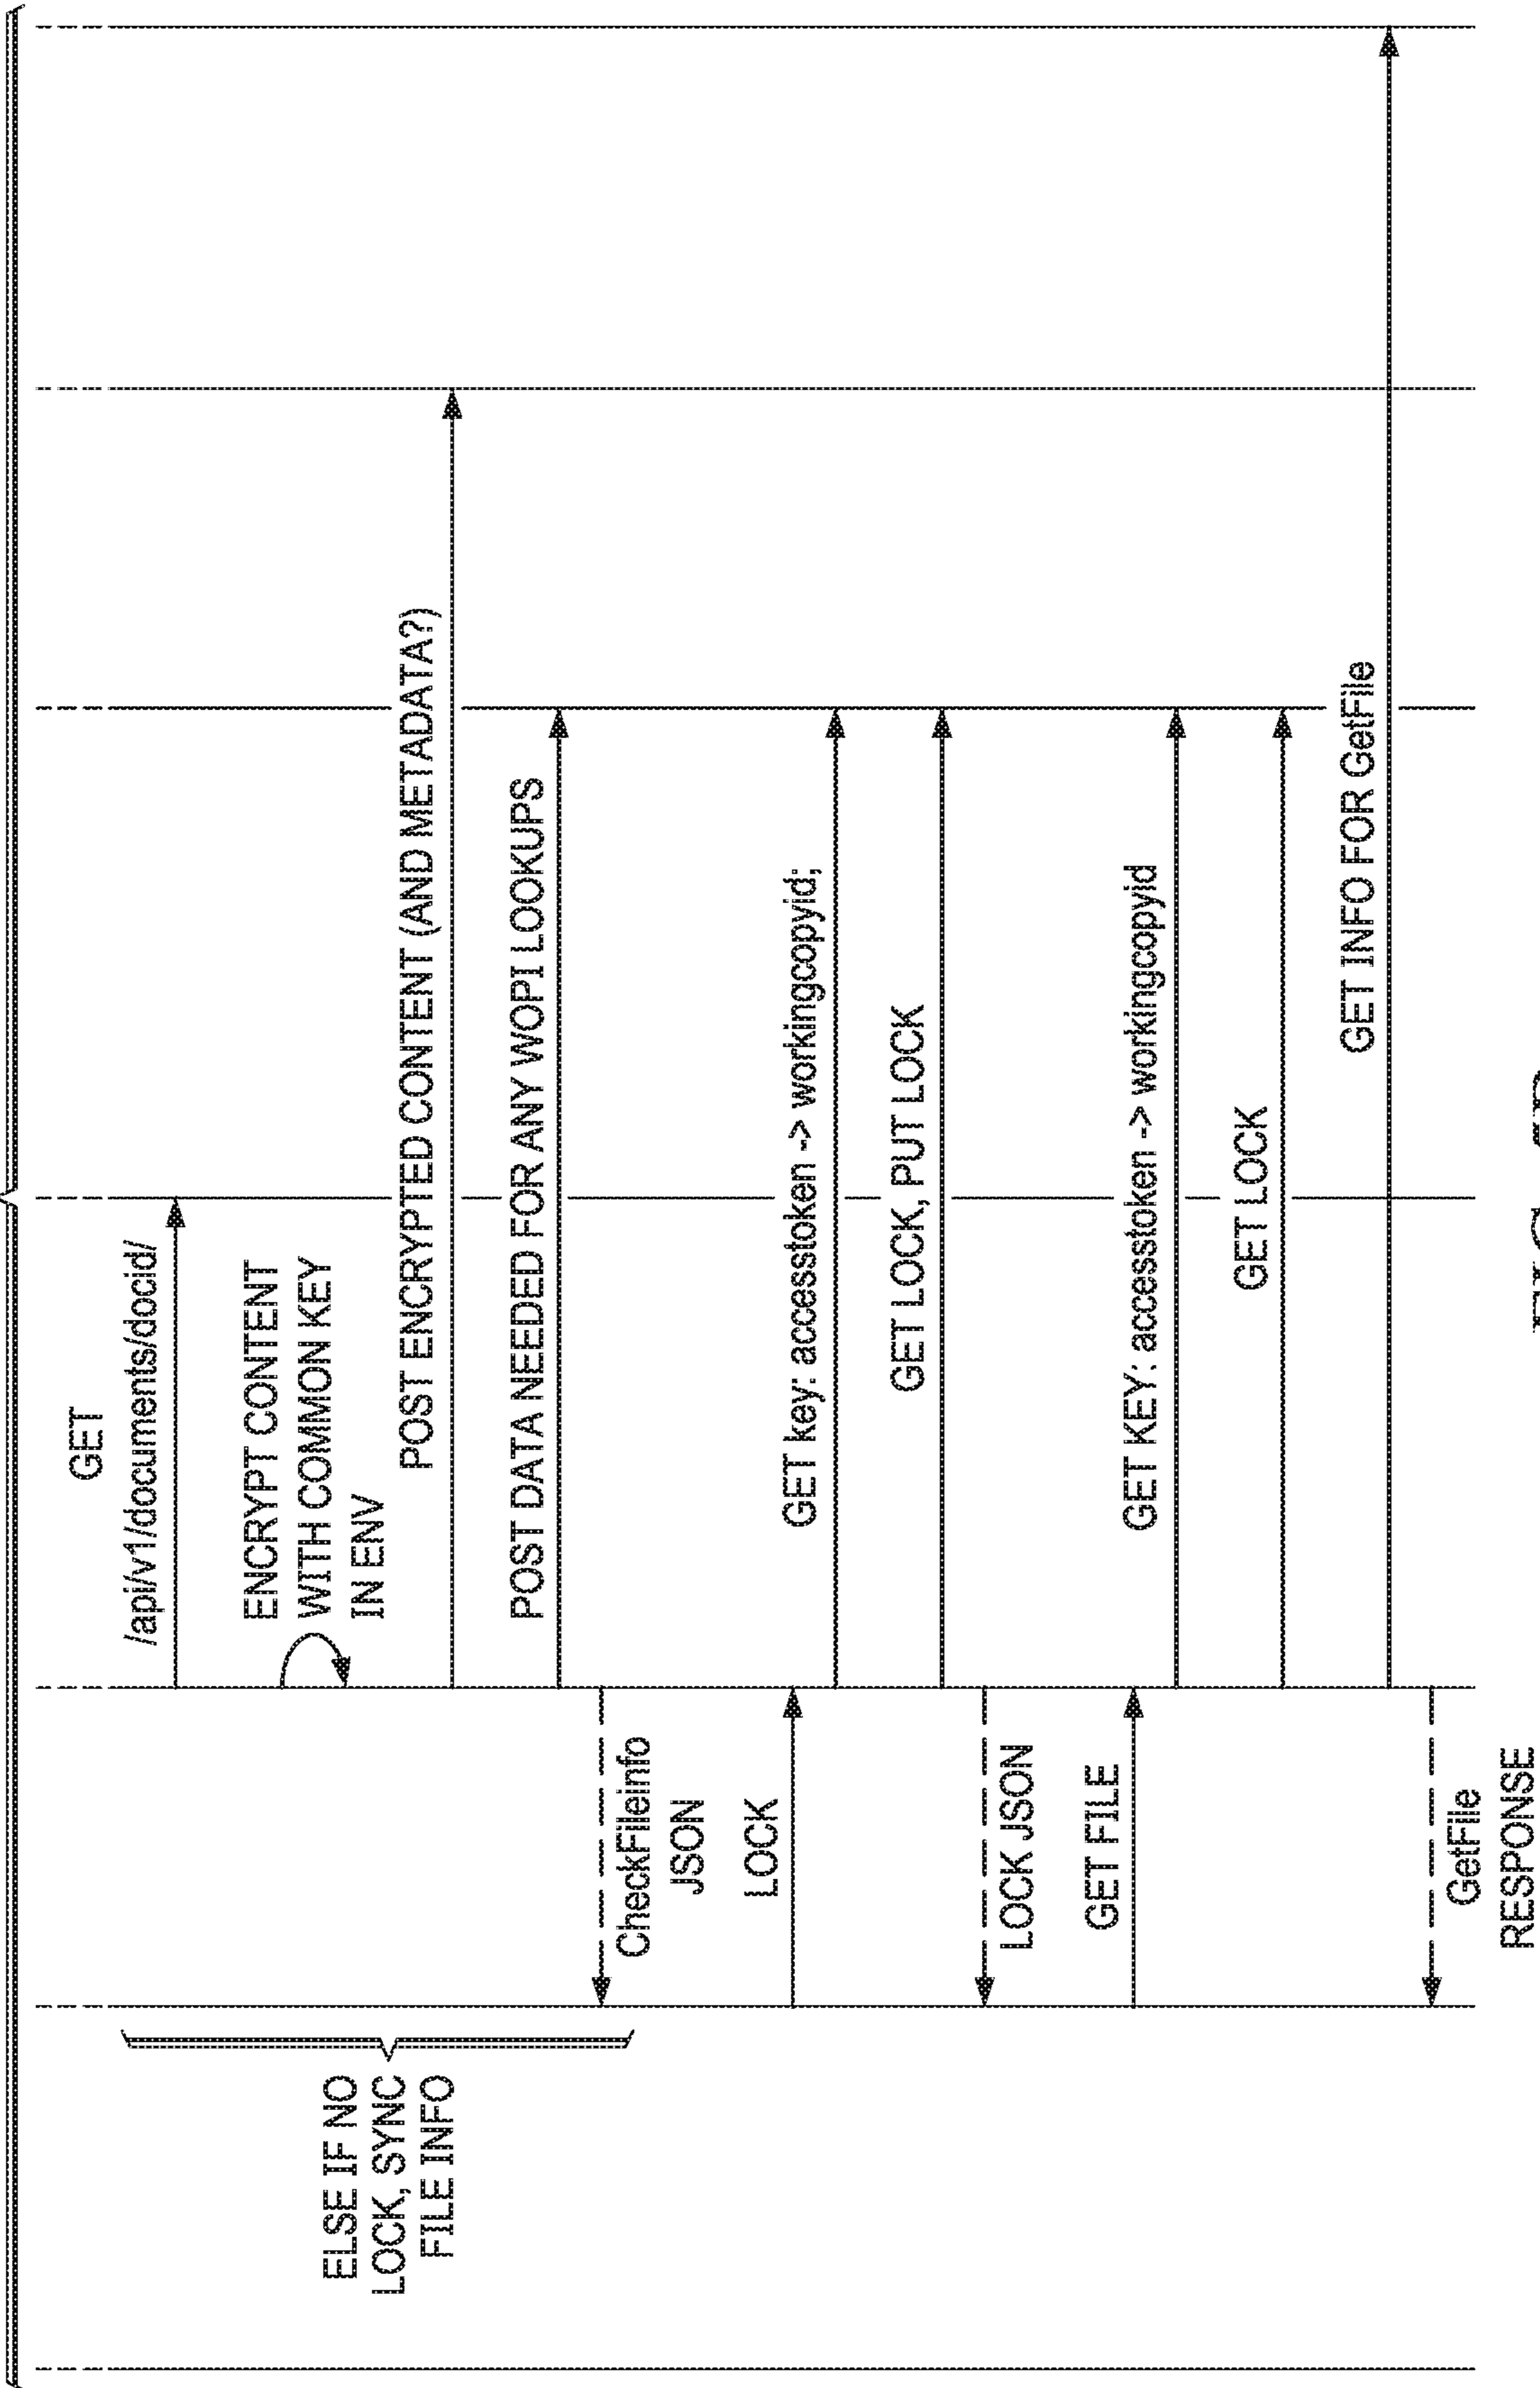 GET
/api/v1/documents/docid/
ENCRYPT CONTENT
WITH COMMON KEY
IN ENV
POST ENCRYPTED CONTENT (AND METADATA?)
POST DATA NEEDED FOR ANY WOPI LOOKUPS
ELSE IF NO
LOCK, SYNC
FILE INFO
CheckFileinfo
JSON
LOCK
GET key: accesstoken -> workingcopyid;
GET LOCK, PUT LOCK
LOCK JSON
GET FILE
GET KEY: accesstoken -> workingcopyid
GET LOCK
GET INFO FOR GetFile
GetFile
RESPONSE